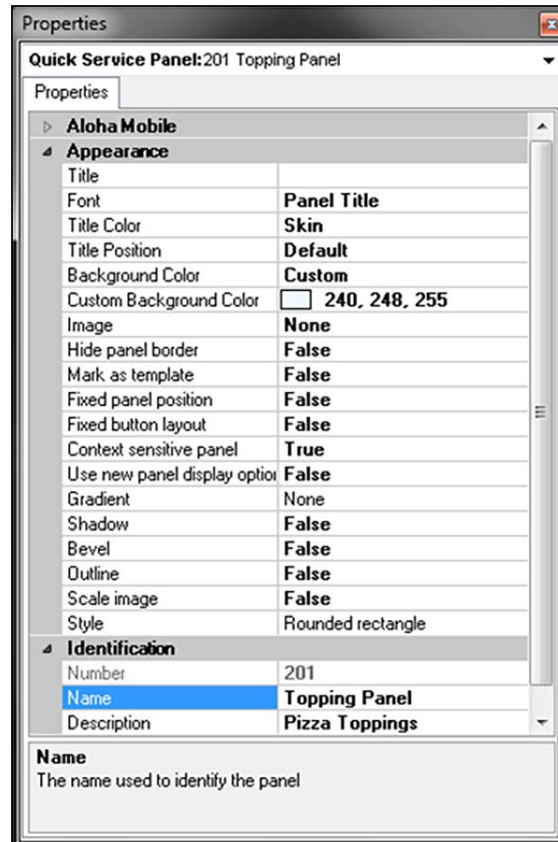 Properties
Quick Service Panel:201 Topping Panel
Properties
Aloha Mobile
Appearance
Title
Font Panel Title
Title Color Skin
Title Position Default
Background Color Custom
Custom Background Color 240, 248, 255
Image None
Hide panel border False
Mark as template False
Fixed panel position False
Fixed button layout False
Context sensitive panel True
Use new panel display optio False
Gradient None
Shadow False
Bevel False
Outline False
Scale image False
Style Rounded rectangle
Identification
Number 201
Name Topping Panel
Description Pizza Toppings
Name
The name used to identify the panel